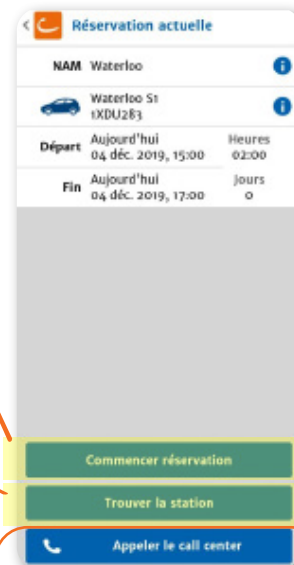 Réservation actuelle
NAM Waterloo
Waterloo S1
1XDU283
Départ Aujourd'hui Heures
04 déc. 2019, 15:00 02:00
Fin Aujourd'hui Jours
04 déc. 2019, 17:00 0
Commencer réservation
Trouver la station
Appeler le call center